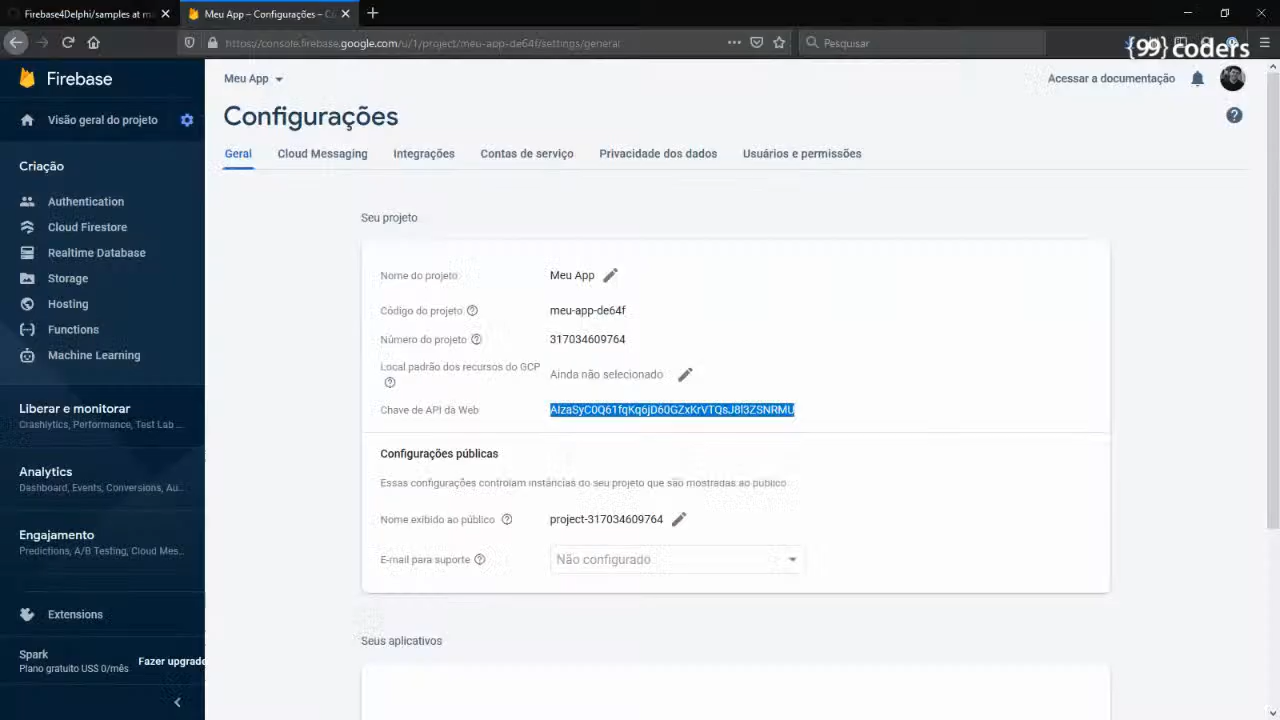 Firebase4Delphi/samples at ma
Meu App – Configurações – Co
https://console.firebase.google.com/u/1/project/meu-app-de64f/settings/general
Pesquisar
{99} coders
Firebase
Meu App
Acessar a documentação
Visão geral do projeto
Configurações
Geral
Cloud Messaging
Integrações
Contas de serviço
Privacidade dos dados
Usuários e permissões
Criação
Authentication
Cloud Firestore
Realtime Database
Storage
Hosting
Functions
Machine Learning
Liberar e monitorar
Crashlytics, Performance, Test Lab ...
Analytics
Dashboard, Events, Conversions, Au...
Engajamento
Predictions, A/B Testing, Cloud Mes...
Extensions
Spark
Plano gratuito US$ 0/mês
Fazer upgrade
Seu projeto
Nome do projeto
Meu App
Código do projeto
meu-app-de64f
Número do projeto
317034609764
Local padrão dos recursos do GCP
Ainda não selecionado
Chave de API da Web
Configurações públicas
Essas configurações controlam instâncias do seu projeto que são mostradas ao público
Nome exibido ao público
project-317034609764
E-mail para suporte
Não configurado
Seus aplicativos